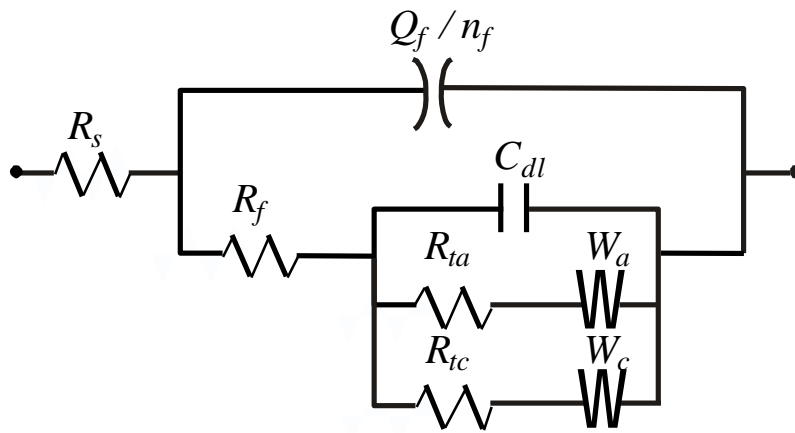 Q_f / n_f
R_s
C_dl
R_f
R_ta
W_a
R_tc
W_c